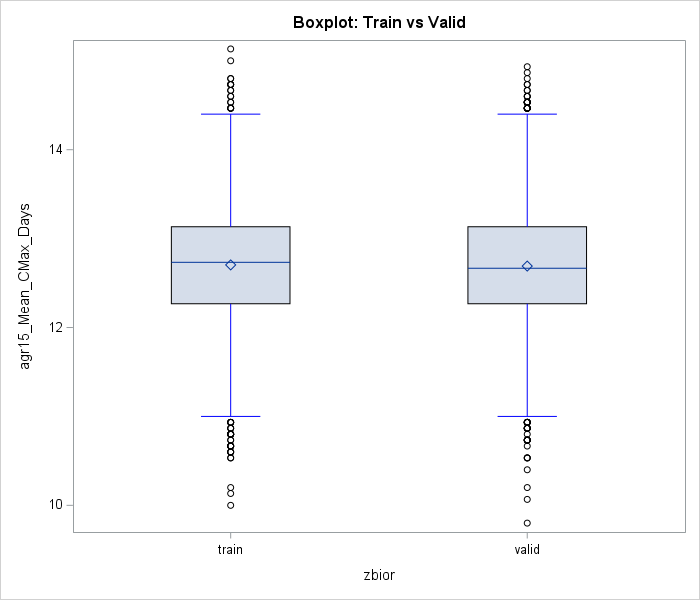 Boxplot: Train vs Valid
agr15_Mean_CMax_Days
14
12
10
train
valid
zbior